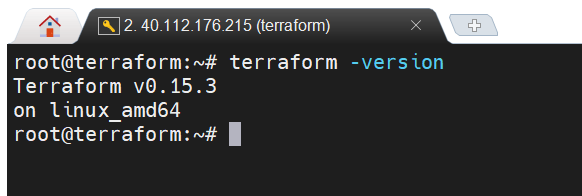 2. 40.112.176.215 (terraform)
root@terraform:~# terraform -version
Terraform v0.15.3
on linux_amd64
root@terraform:~#